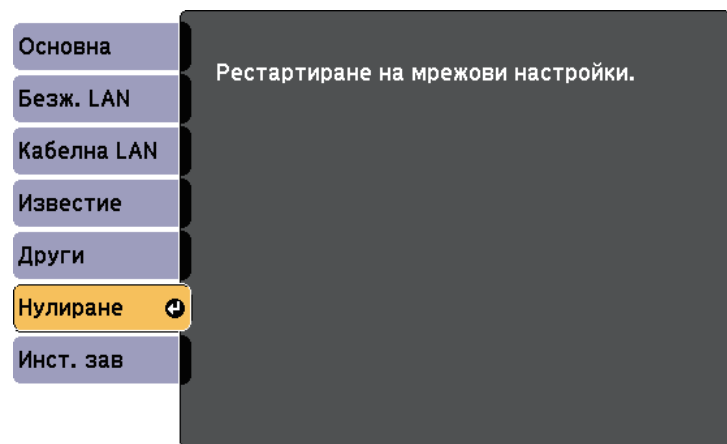 Основна
Безж. LAN
Кабелна LAN
Известие
Други
Нулиране
Инст. зав
Рестартиране на мрежови настройки.